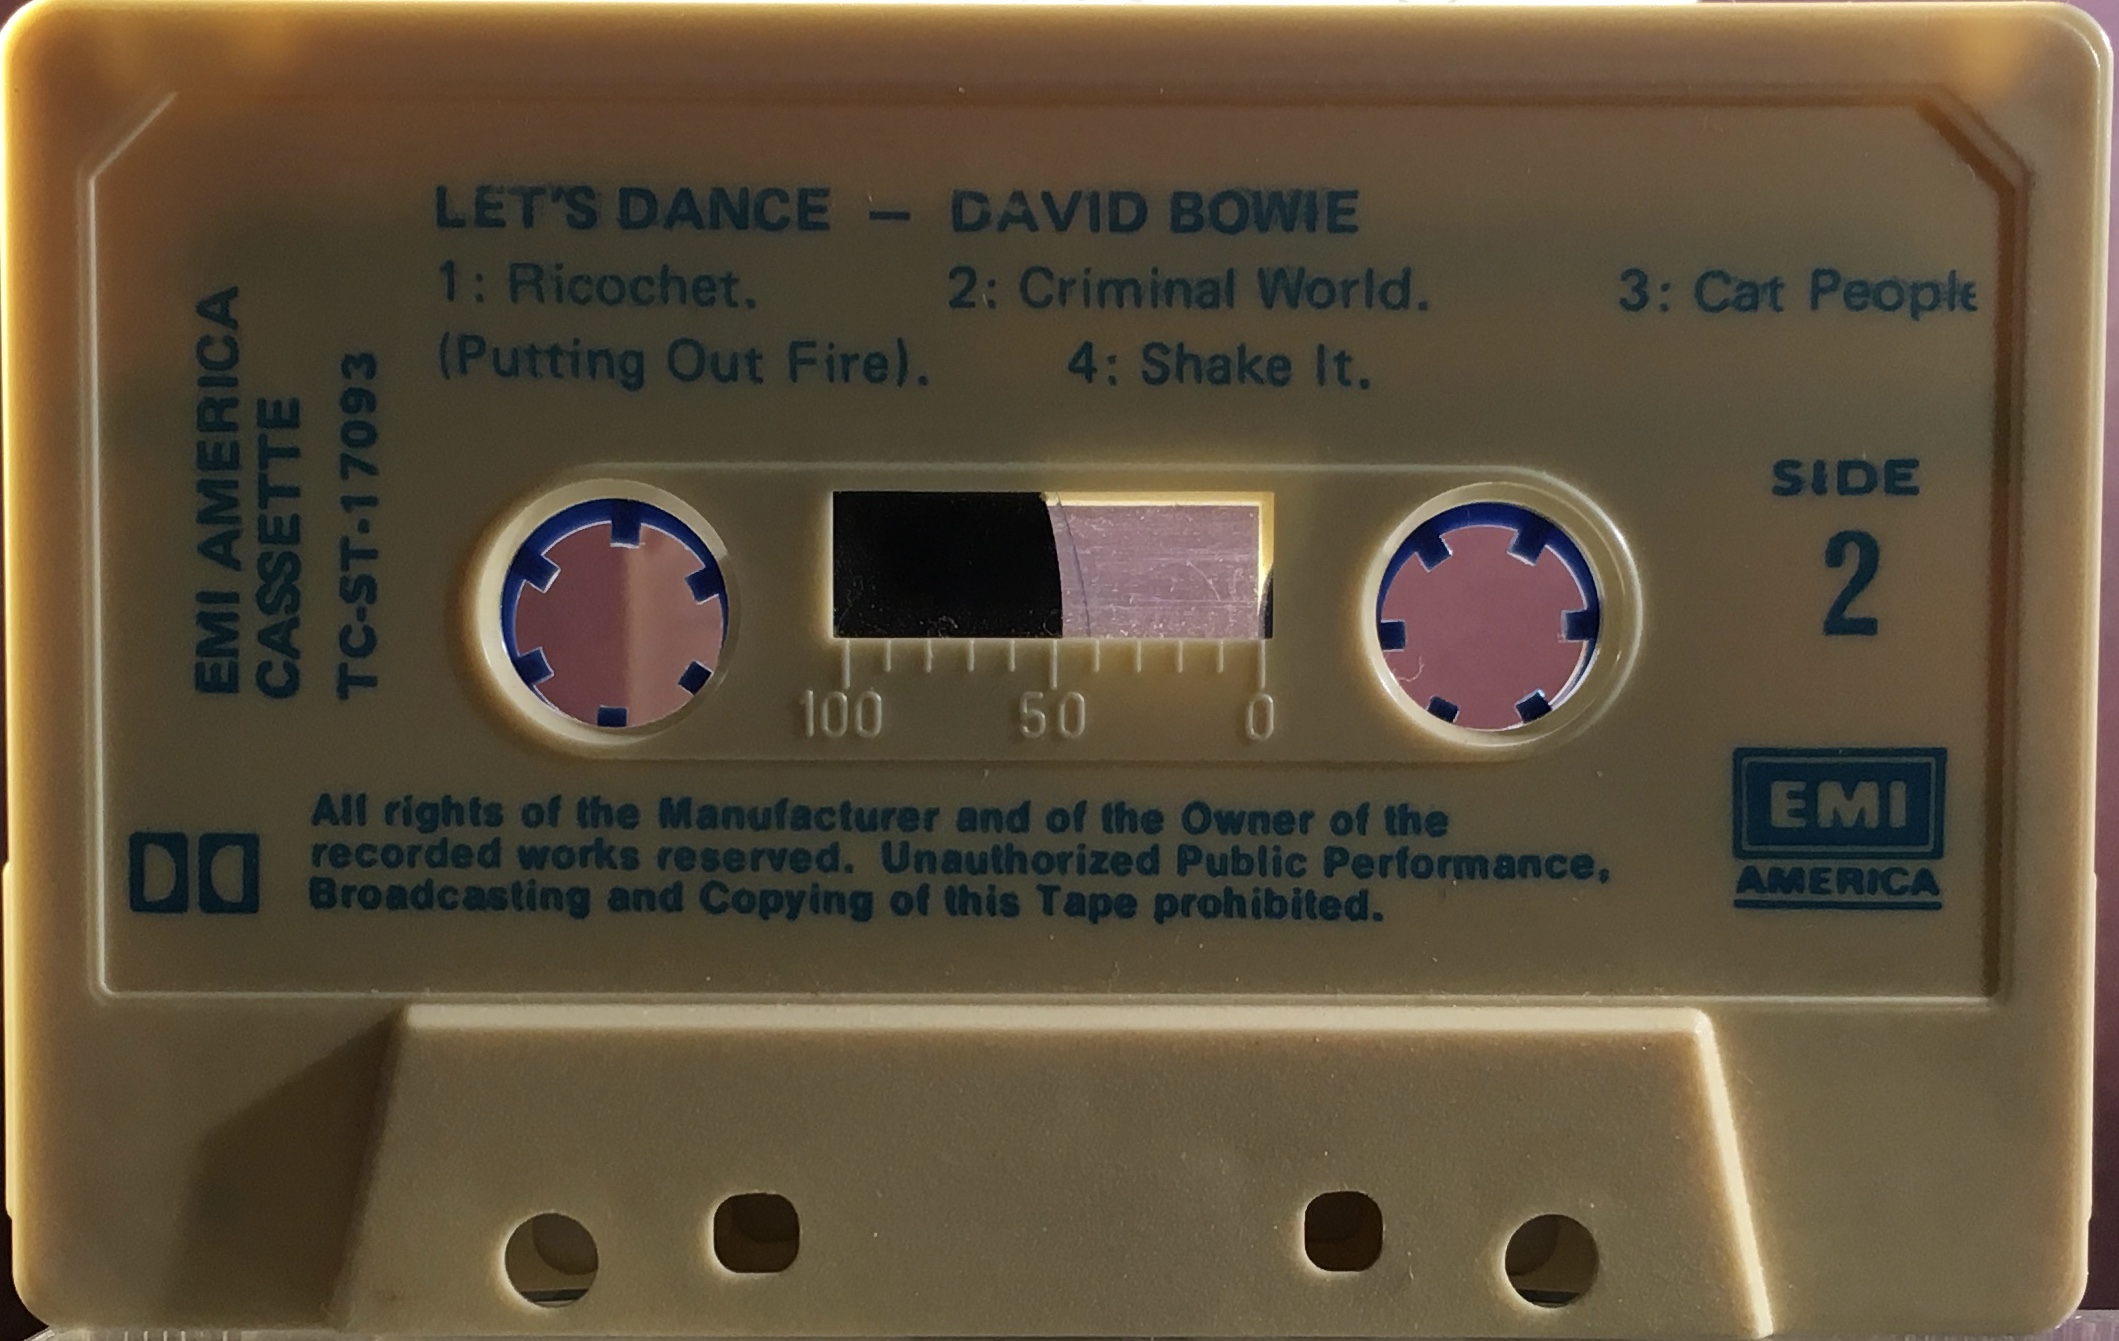 LET'S DANCE — DAVID BOWIE
1: Ricochet. 2: Criminal World. 3: Cat People
(Putting Out Fire). 4: Shake It.
EMI AMERICA
CASSETTE
TC-ST-17093
SIDE
2
100 50 0
All rights of the Manufacturer and of the Owner of the
recorded works reserved. Unauthorized Public Performance,
Broadcasting and Copying of this Tape prohibited.
EMI
AMERICA